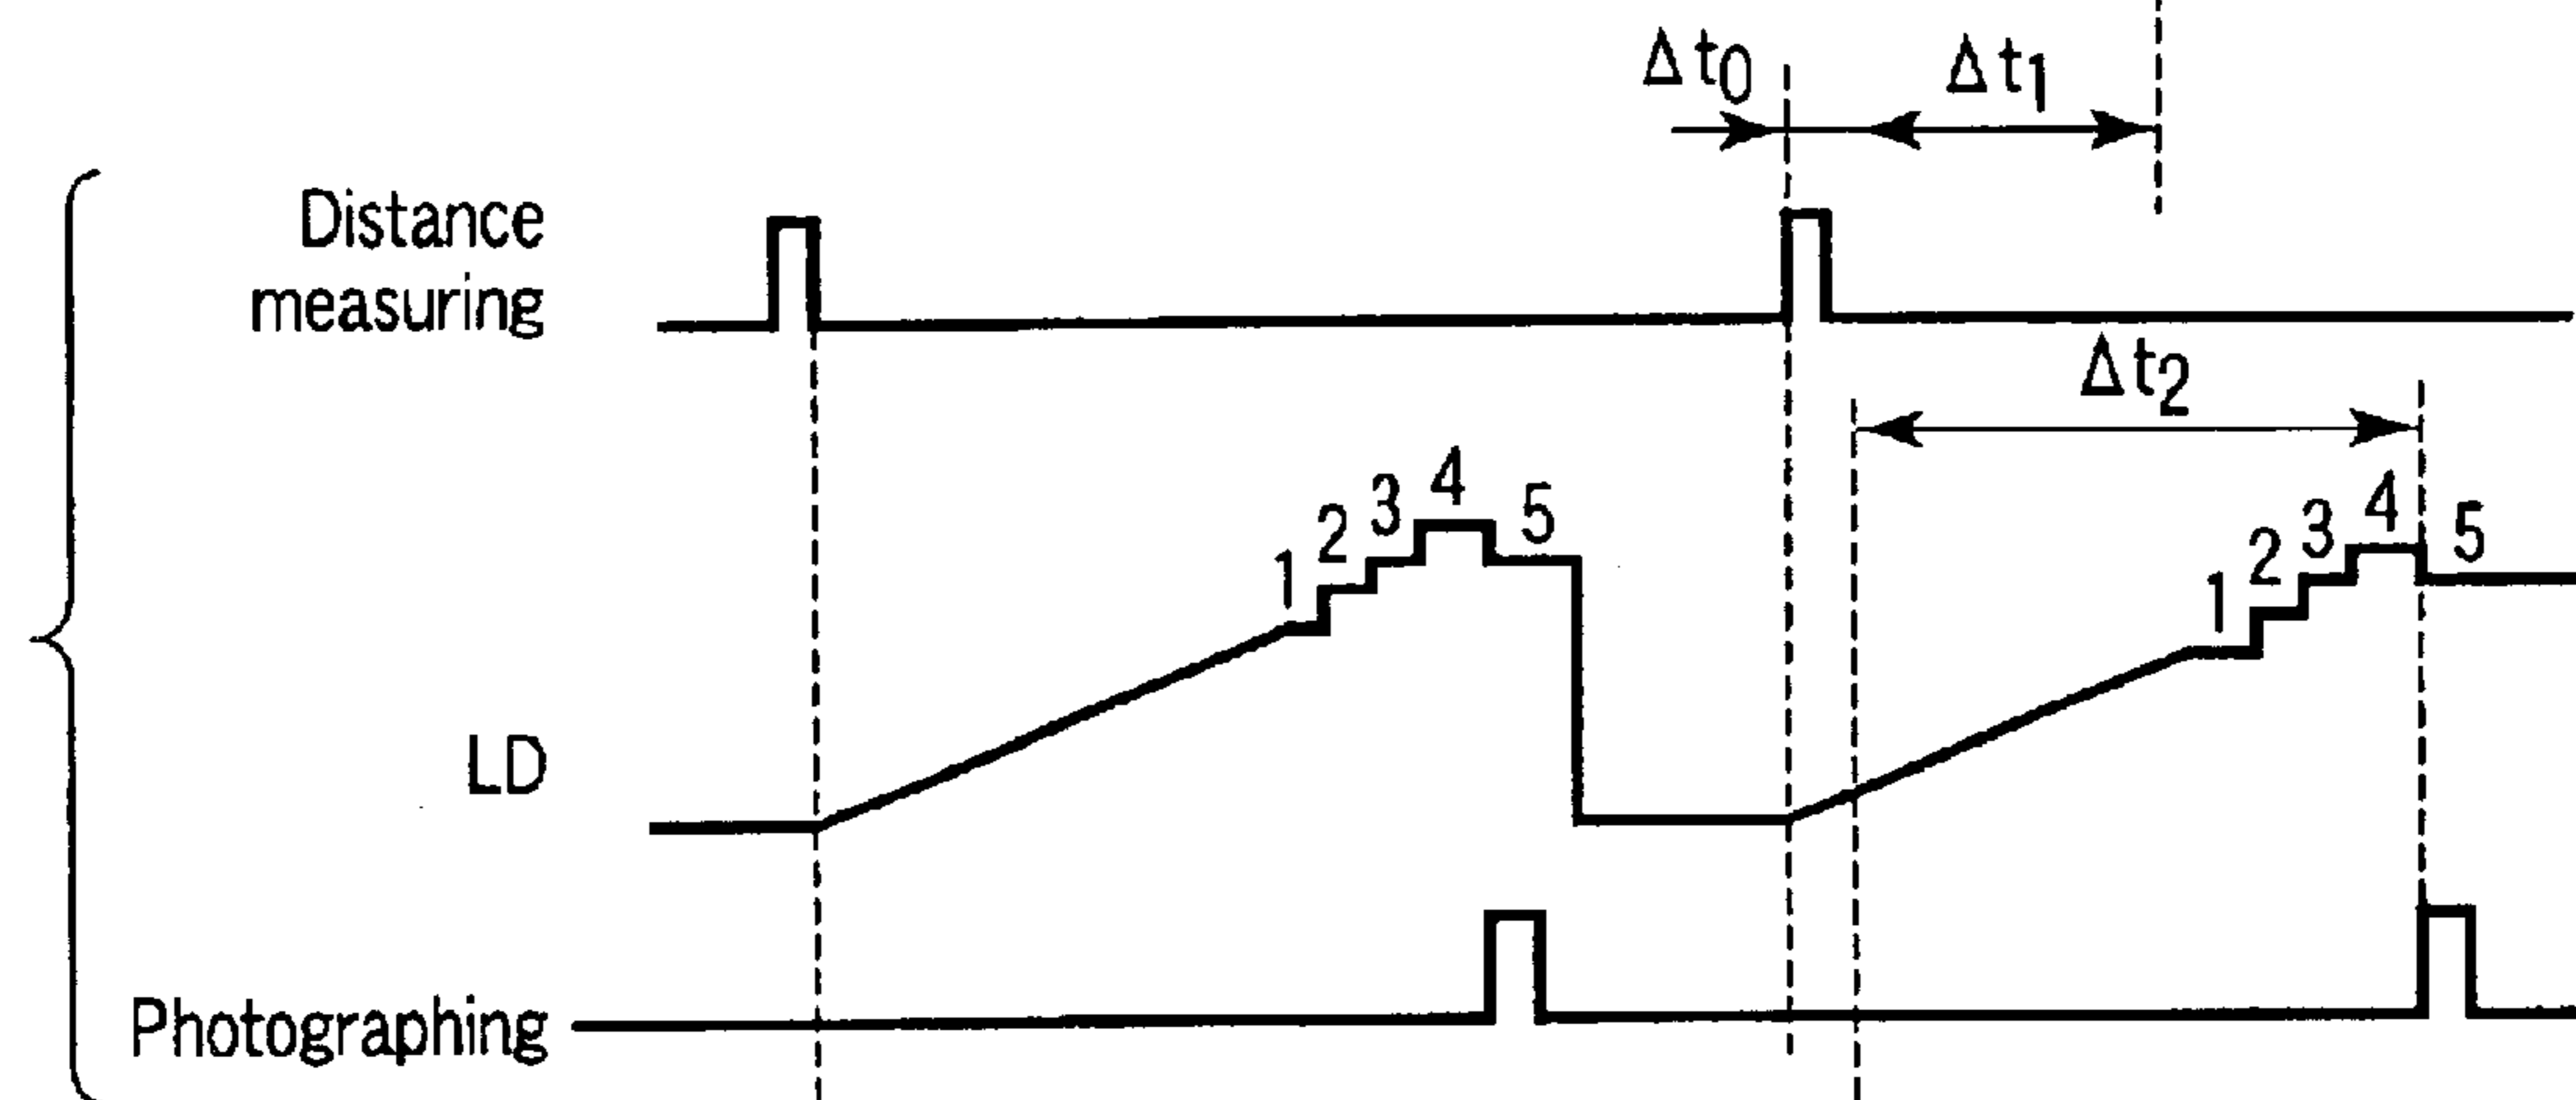 Δt0 Δt1
Distance
measuring
Δt2
1 2 3 4 5
1 2 3 4 5
LD
Photographing